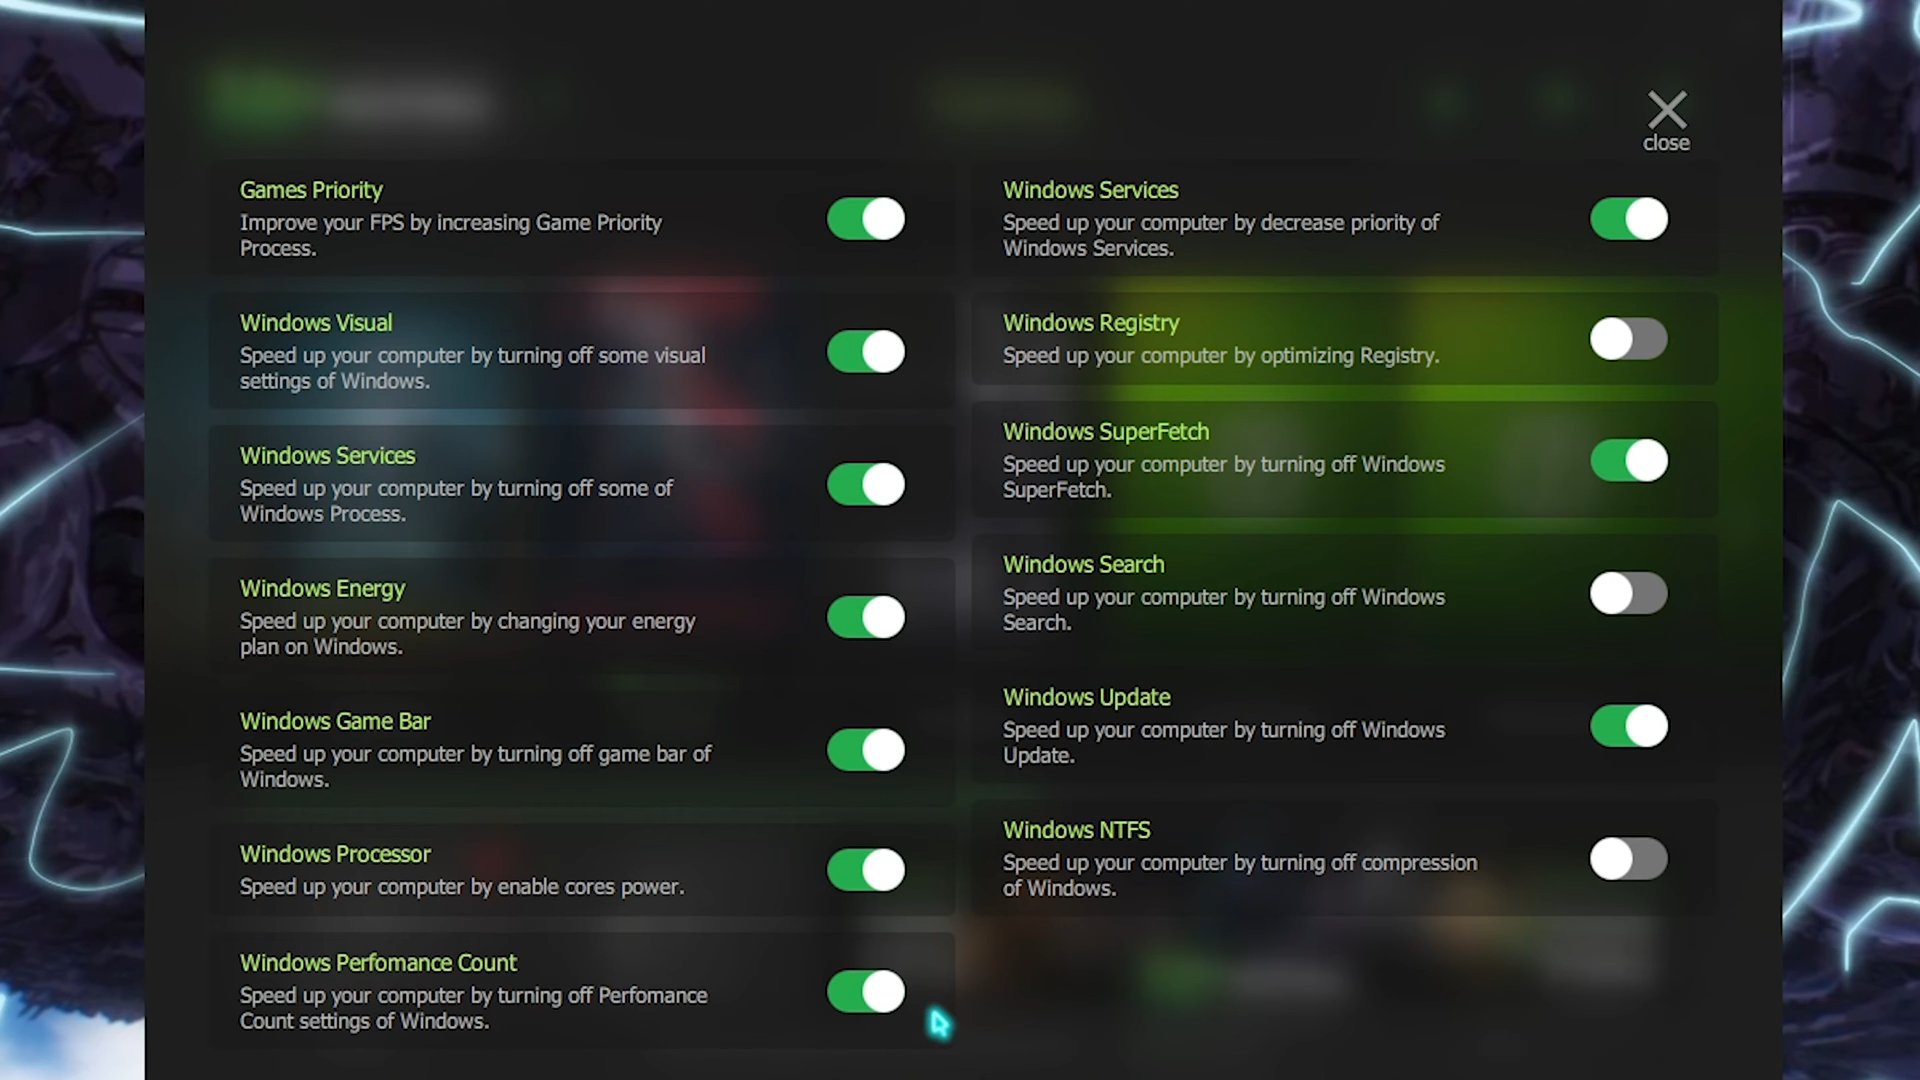 close
Games Priority
Improve your FPS by increasing Game Priority
Process.
Windows Visual
Speed up your computer by turning off some visual
settings of Windows.
Windows Services
Speed up your computer by turning off some of
Windows Process.
Windows Energy
Speed up your computer by changing your energy
plan on Windows.
Windows Game Bar
Speed up your computer by turning off game bar of
Windows.
Windows Processor
Speed up your computer by enable cores power.
Windows Perfomance Count
Speed up your computer by turning off Perfomance
Count settings of Windows.
Windows Services
Speed up your computer by decrease priority of
Windows Services.
Windows Registry
Speed up your computer by optimizing Registry.
Windows SuperFetch
Speed up your computer by turning off Windows
SuperFetch.
Windows Search
Speed up your computer by turning off Windows
Search.
Windows Update
Speed up your computer by turning off Windows
Update.
Windows NTFS
Speed up your computer by turning off compression
of Windows.